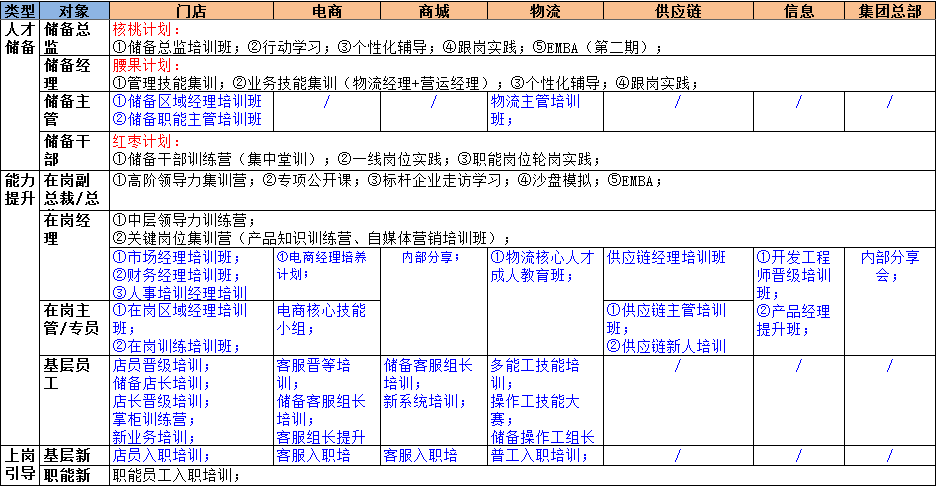 类型 对象 门店 电商 商城 物流 供应链 信息 集团总部
人才储备 储备总监 核桃计划:
①储备总监培训班;②行动学习;③个性化辅导;④跟岗实践;⑤EMBA(第二期);
储备经理 腰果计划:
①管理技能集训;②业务技能集训(物流经理+营运经理);③个性化辅导;④跟岗实践;
储备主管 ①储备区域经理培训班 / / 物流主管培训班; / / /
②储备职能主管培训班
储备干部 红枣计划:
①储备干部训练营(集中堂训);②一线岗位实践;③职能岗位轮岗实践;
能力提升 在岗副总裁/总 ①高阶领导力集训营;②专项公开课;③标杆企业走访学习;④沙盘模拟;⑤EMBA;
在岗经理 ①中层领导力训练营;
②关键岗位集训营(产品知识训练营、自媒体营销培训班);
①市场经理培训班; ①电商经理培养 内部分享; ①物流核心人才 供应链经理培训班 ①开发工程 内部分享
②财务经理培训班; 计划; 成人教育班; 师晋级培训 会;
③人事培训经理培训 班;
在岗主管/专员 ①在岗区域经理培训 电商核心技能 ①供应链主管培训 ②产品经理
班; 小组; 班; 提升班;
②在岗训练培训班; ②供应链新人培训
基层员工 店员晋级培训; 客服晋等培 储备客服组长 多能工技能培 / / /
储备店长培训; 训; 培训; 训;
店长晋级培训; 储备客服组长 新系统培训; 操作工技能大
掌柜训练营; 培训; 赛;
新业务培训; 客服组长提升 储备操作工组长
上岗引导 基层新 店员入职培训; 客服入职培 客服入职培 普工入职培训; / / /
职能新 职能员工入职培训;